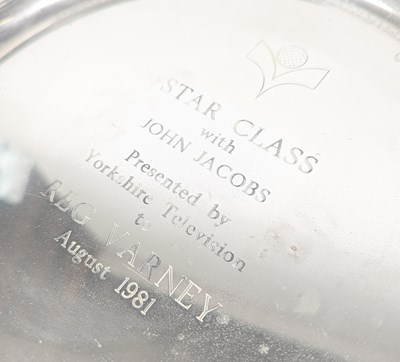 STAR CLASS
with
JOHN JACOBS
Presented by
Yorkshire Television
to
REG VARNEY
August 1981